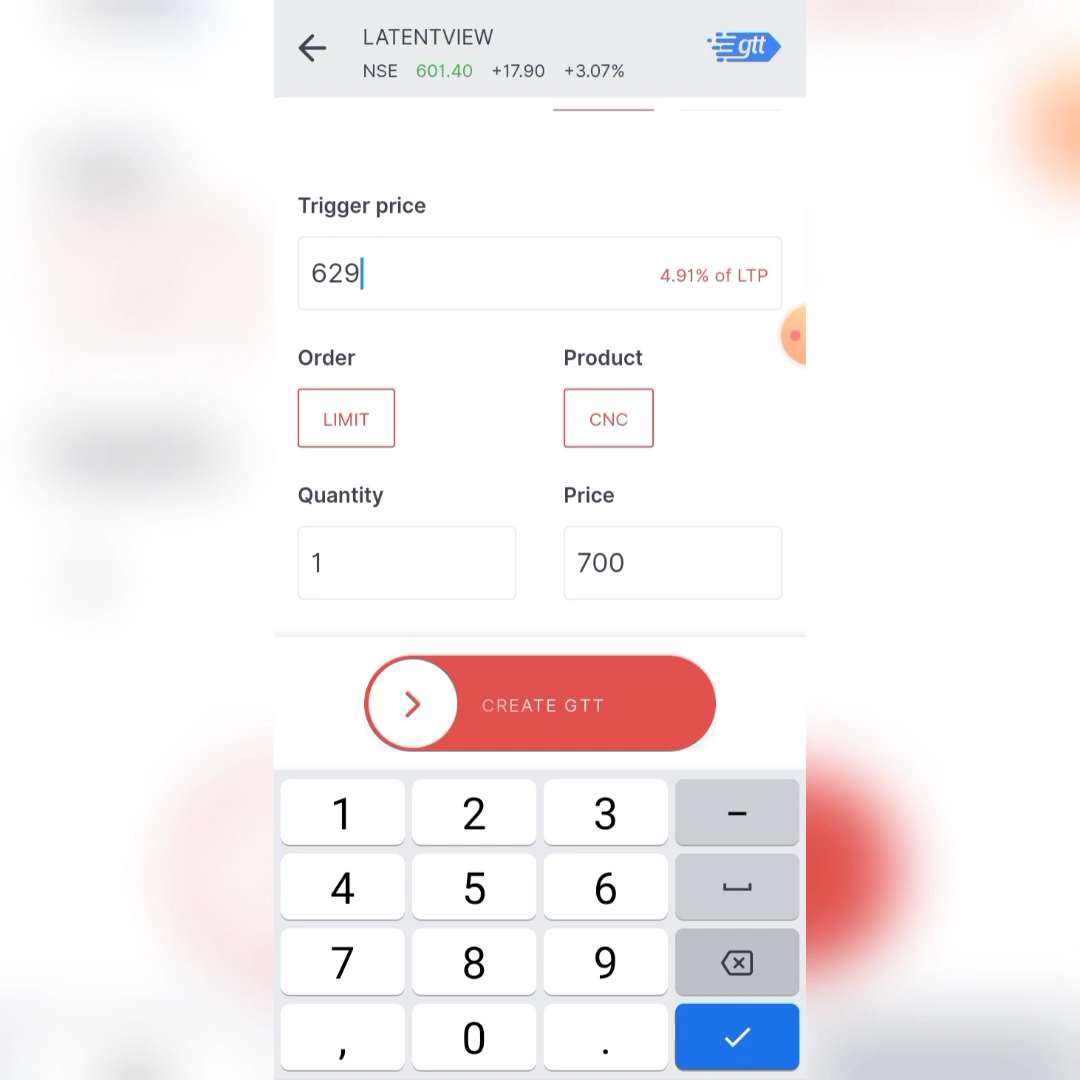 LATENTVIEW
gtt
NSE 601.40 +17.90 +3.07%
Trigger price
629 4.91% of LTP
Order Product
LIMIT CNC
Quantity Price
1 700
CREATE GTT
1 2 3 –
4 5 6
7 8 9
, 0 .